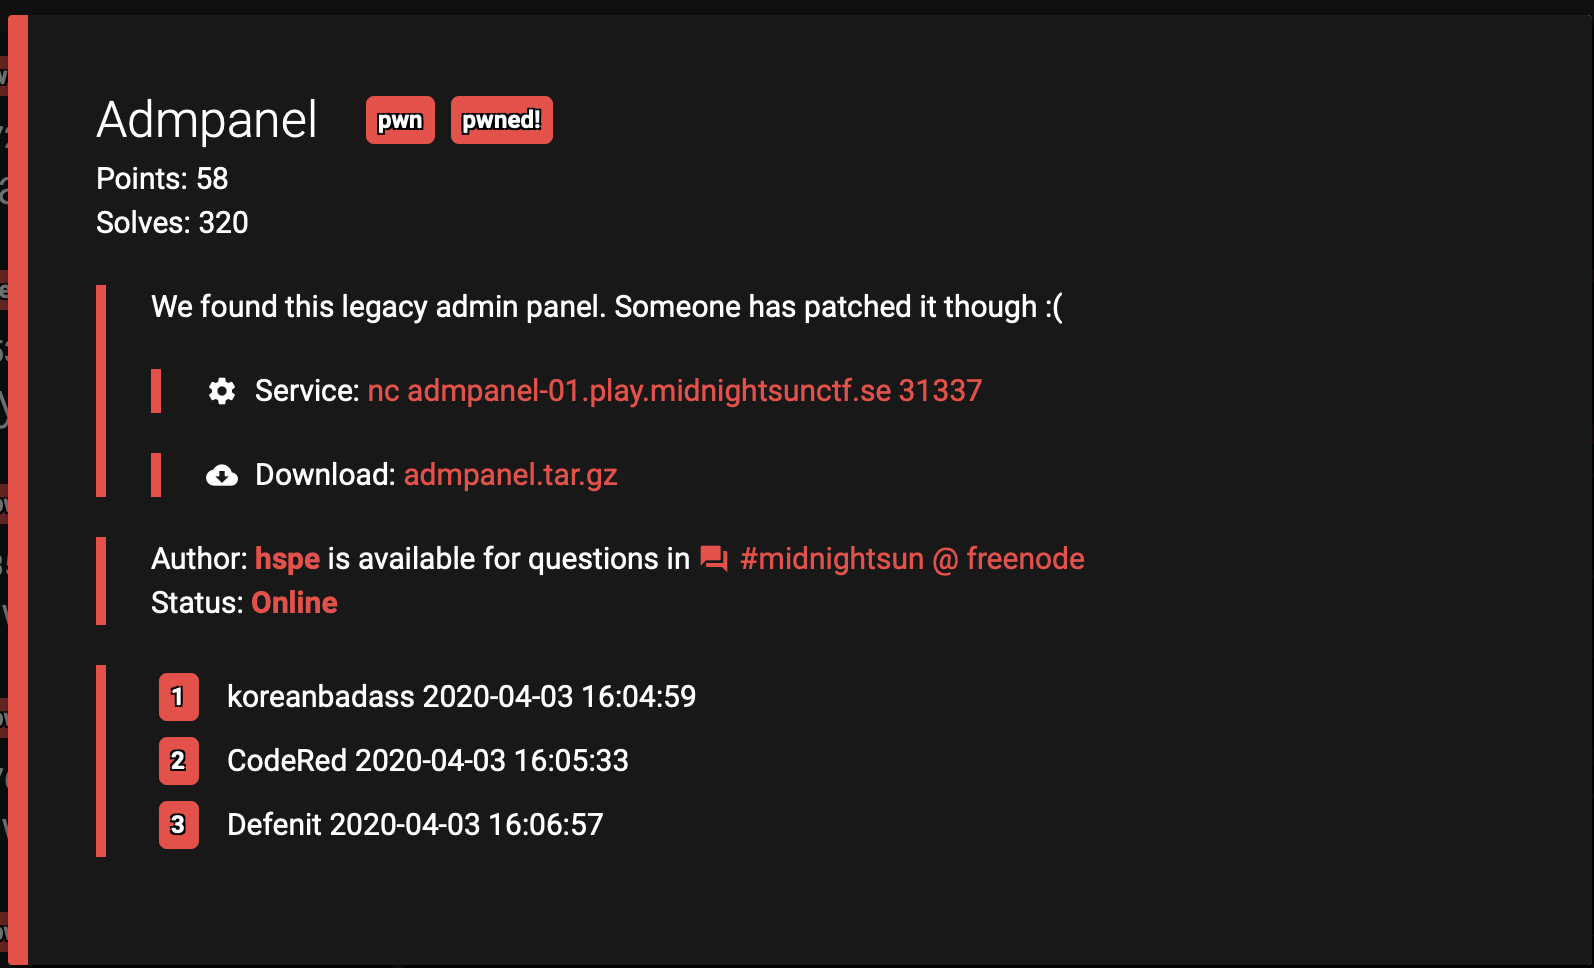 Admpanel pwn pwned!
Points: 58
Solves: 320
We found this legacy admin panel. Someone has patched it though :(
Service: nc admpanel-01.play.midnightsunctf.se 31337
Download: admpanel.tar.gz
Author: hspe is available for questions in #midnightsun @ freenode
Status: Online
1 koreanbadass 2020-04-03 16:04:59
2 CodeRed 2020-04-03 16:05:33
3 Defenit 2020-04-03 16:06:57